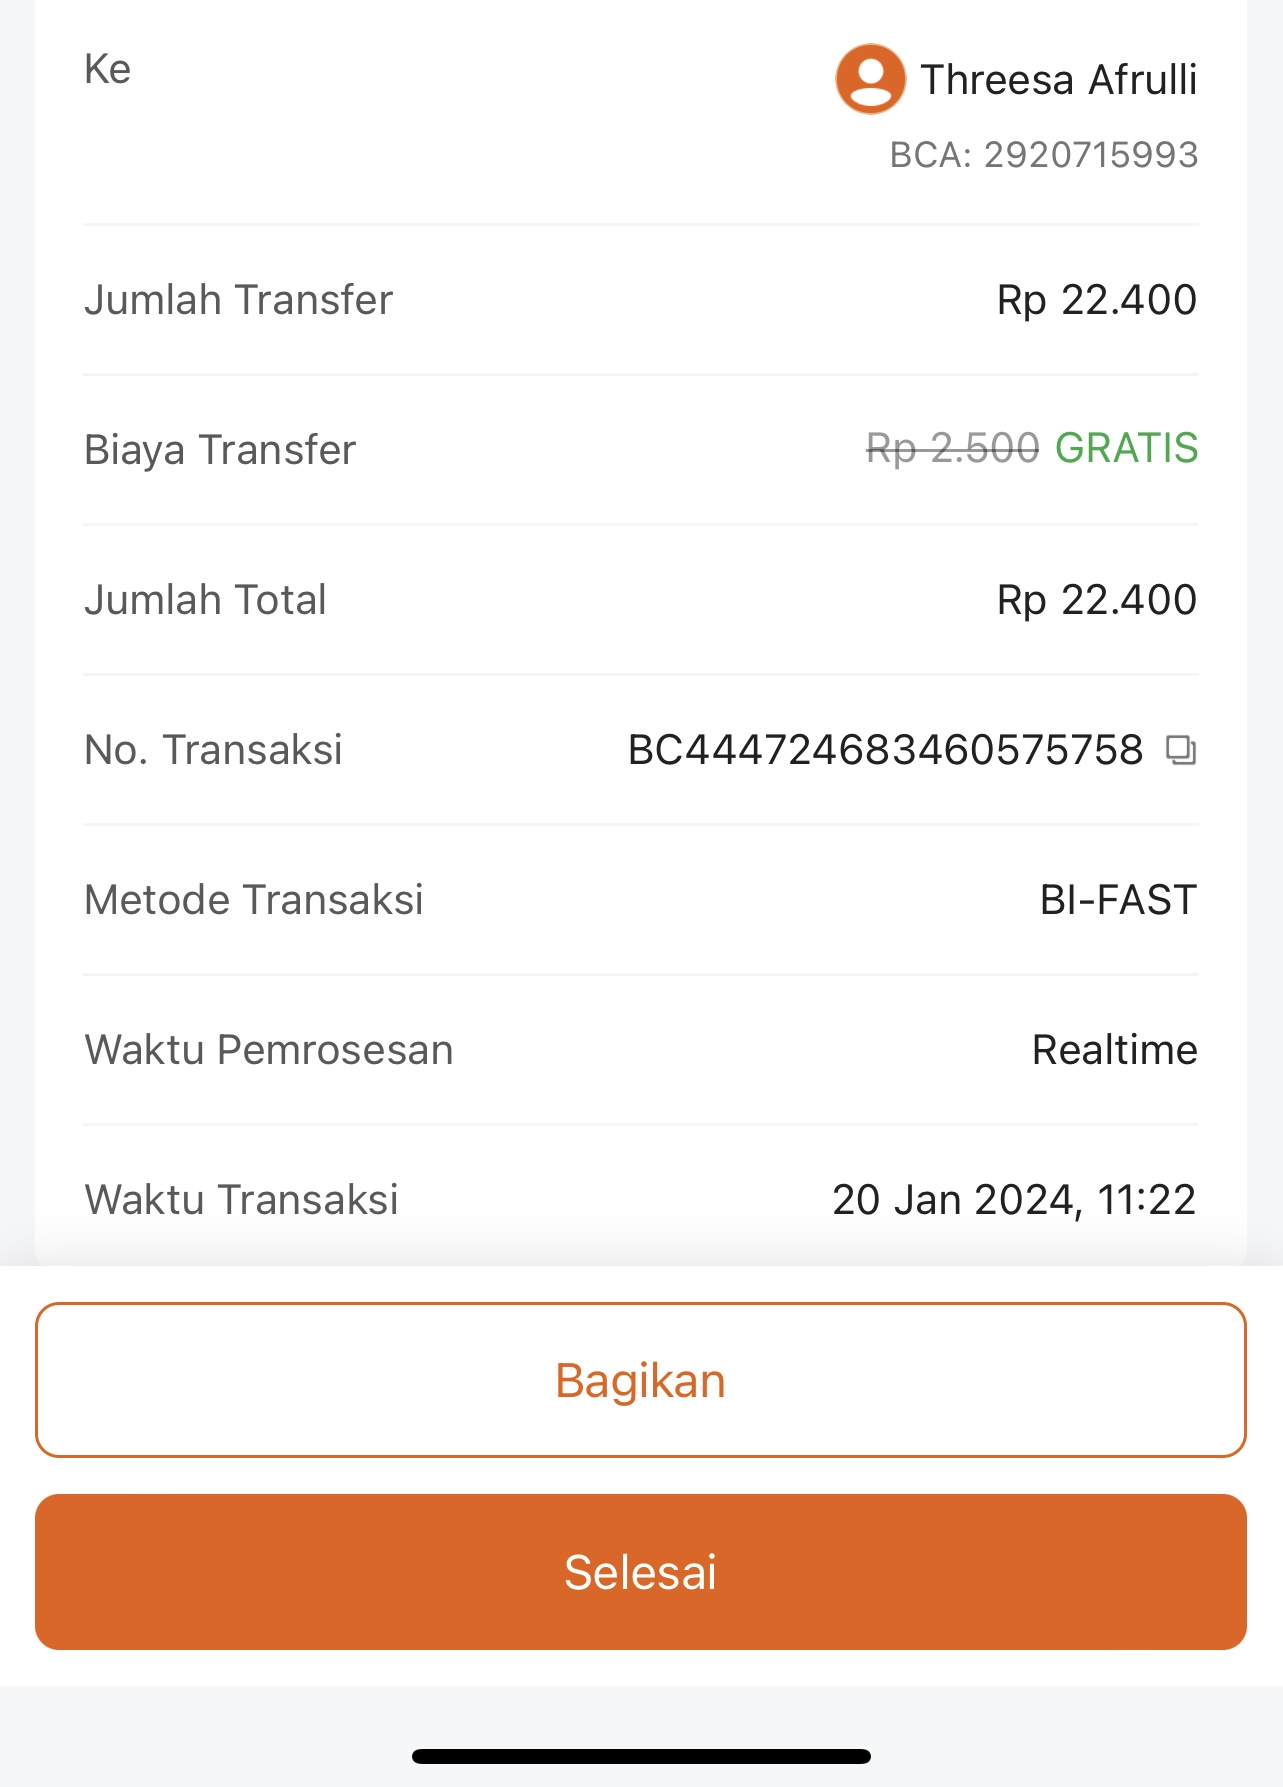 Ke
Threesa Afrulli
BCA: 2920715993
Jumlah Transfer Rp 22.400
Biaya Transfer Rp 2.500 GRATIS
Jumlah Total Rp 22.400
No. Transaksi BC444724683460575758
Metode Transaksi BI-FAST
Waktu Pemrosesan Realtime
Waktu Transaksi 20 Jan 2024, 11:22
Bagikan
Selesai